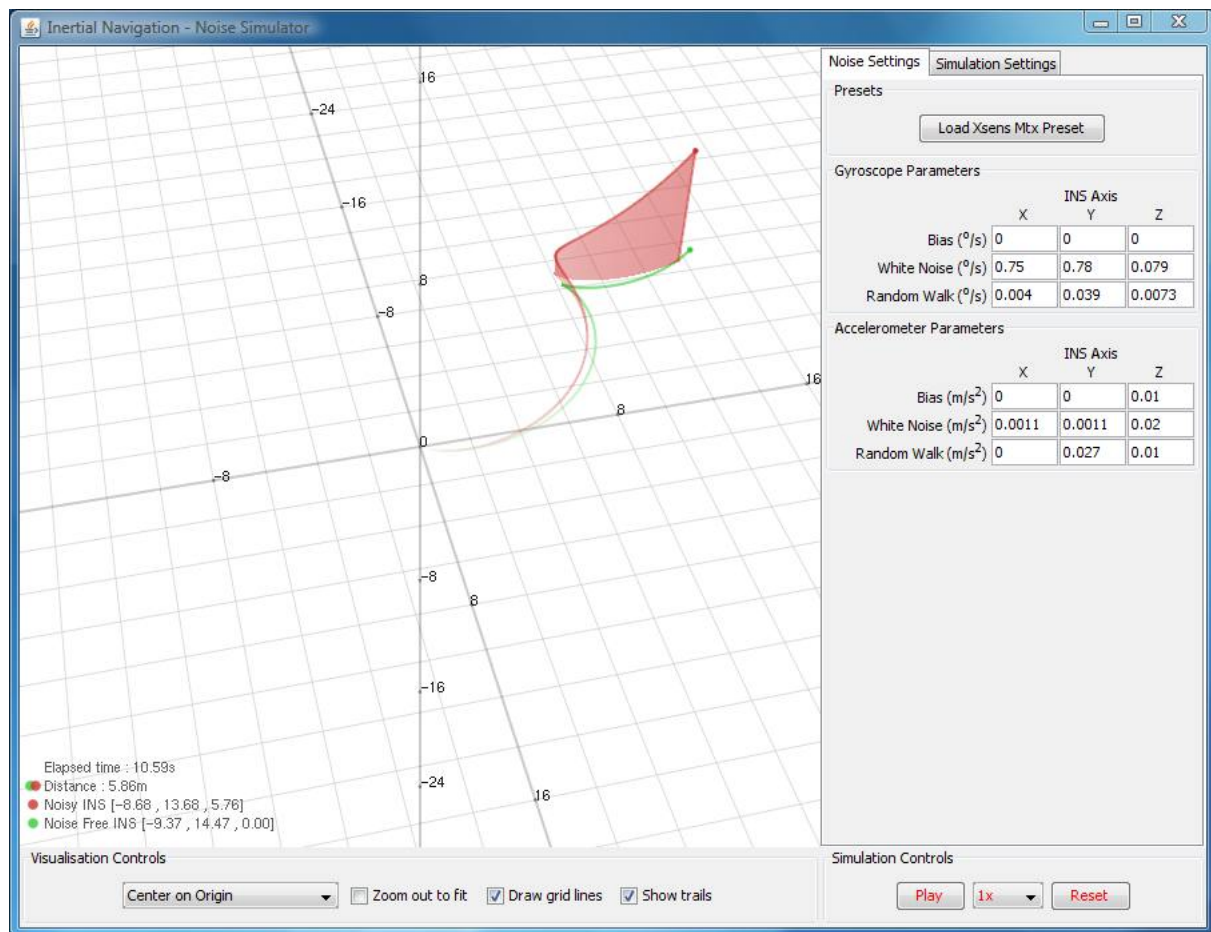 Inertial Navigation - Noise Simulator
16
-24
-16
8
-8
16
8
0
-8
-8
8
-16
-24
16
Elapsed time : 10.59s
Distance : 5.86m
Noisy INS [-8.68 , 13.68 , 5.76]
Noise Free INS [-9.37 , 14.47 , 0.00]
Noise Settings Simulation Settings
Presets
Load Xsens Mtx Preset
Gyroscope Parameters
INS Axis
X Y Z
Bias (º/s) 0 0 0
White Noise (º/s) 0.75 0.78 0.079
Random Walk (º/s) 0.004 0.039 0.0073
Accelerometer Parameters
INS Axis
X Y Z
Bias (m/s²) 0 0 0.01
White Noise (m/s²) 0.0011 0.0011 0.02
Random Walk (m/s²) 0 0.027 0.01
Visualisation Controls
Center on Origin Zoom out to fit Draw grid lines Show trails
Simulation Controls
Play 1x Reset